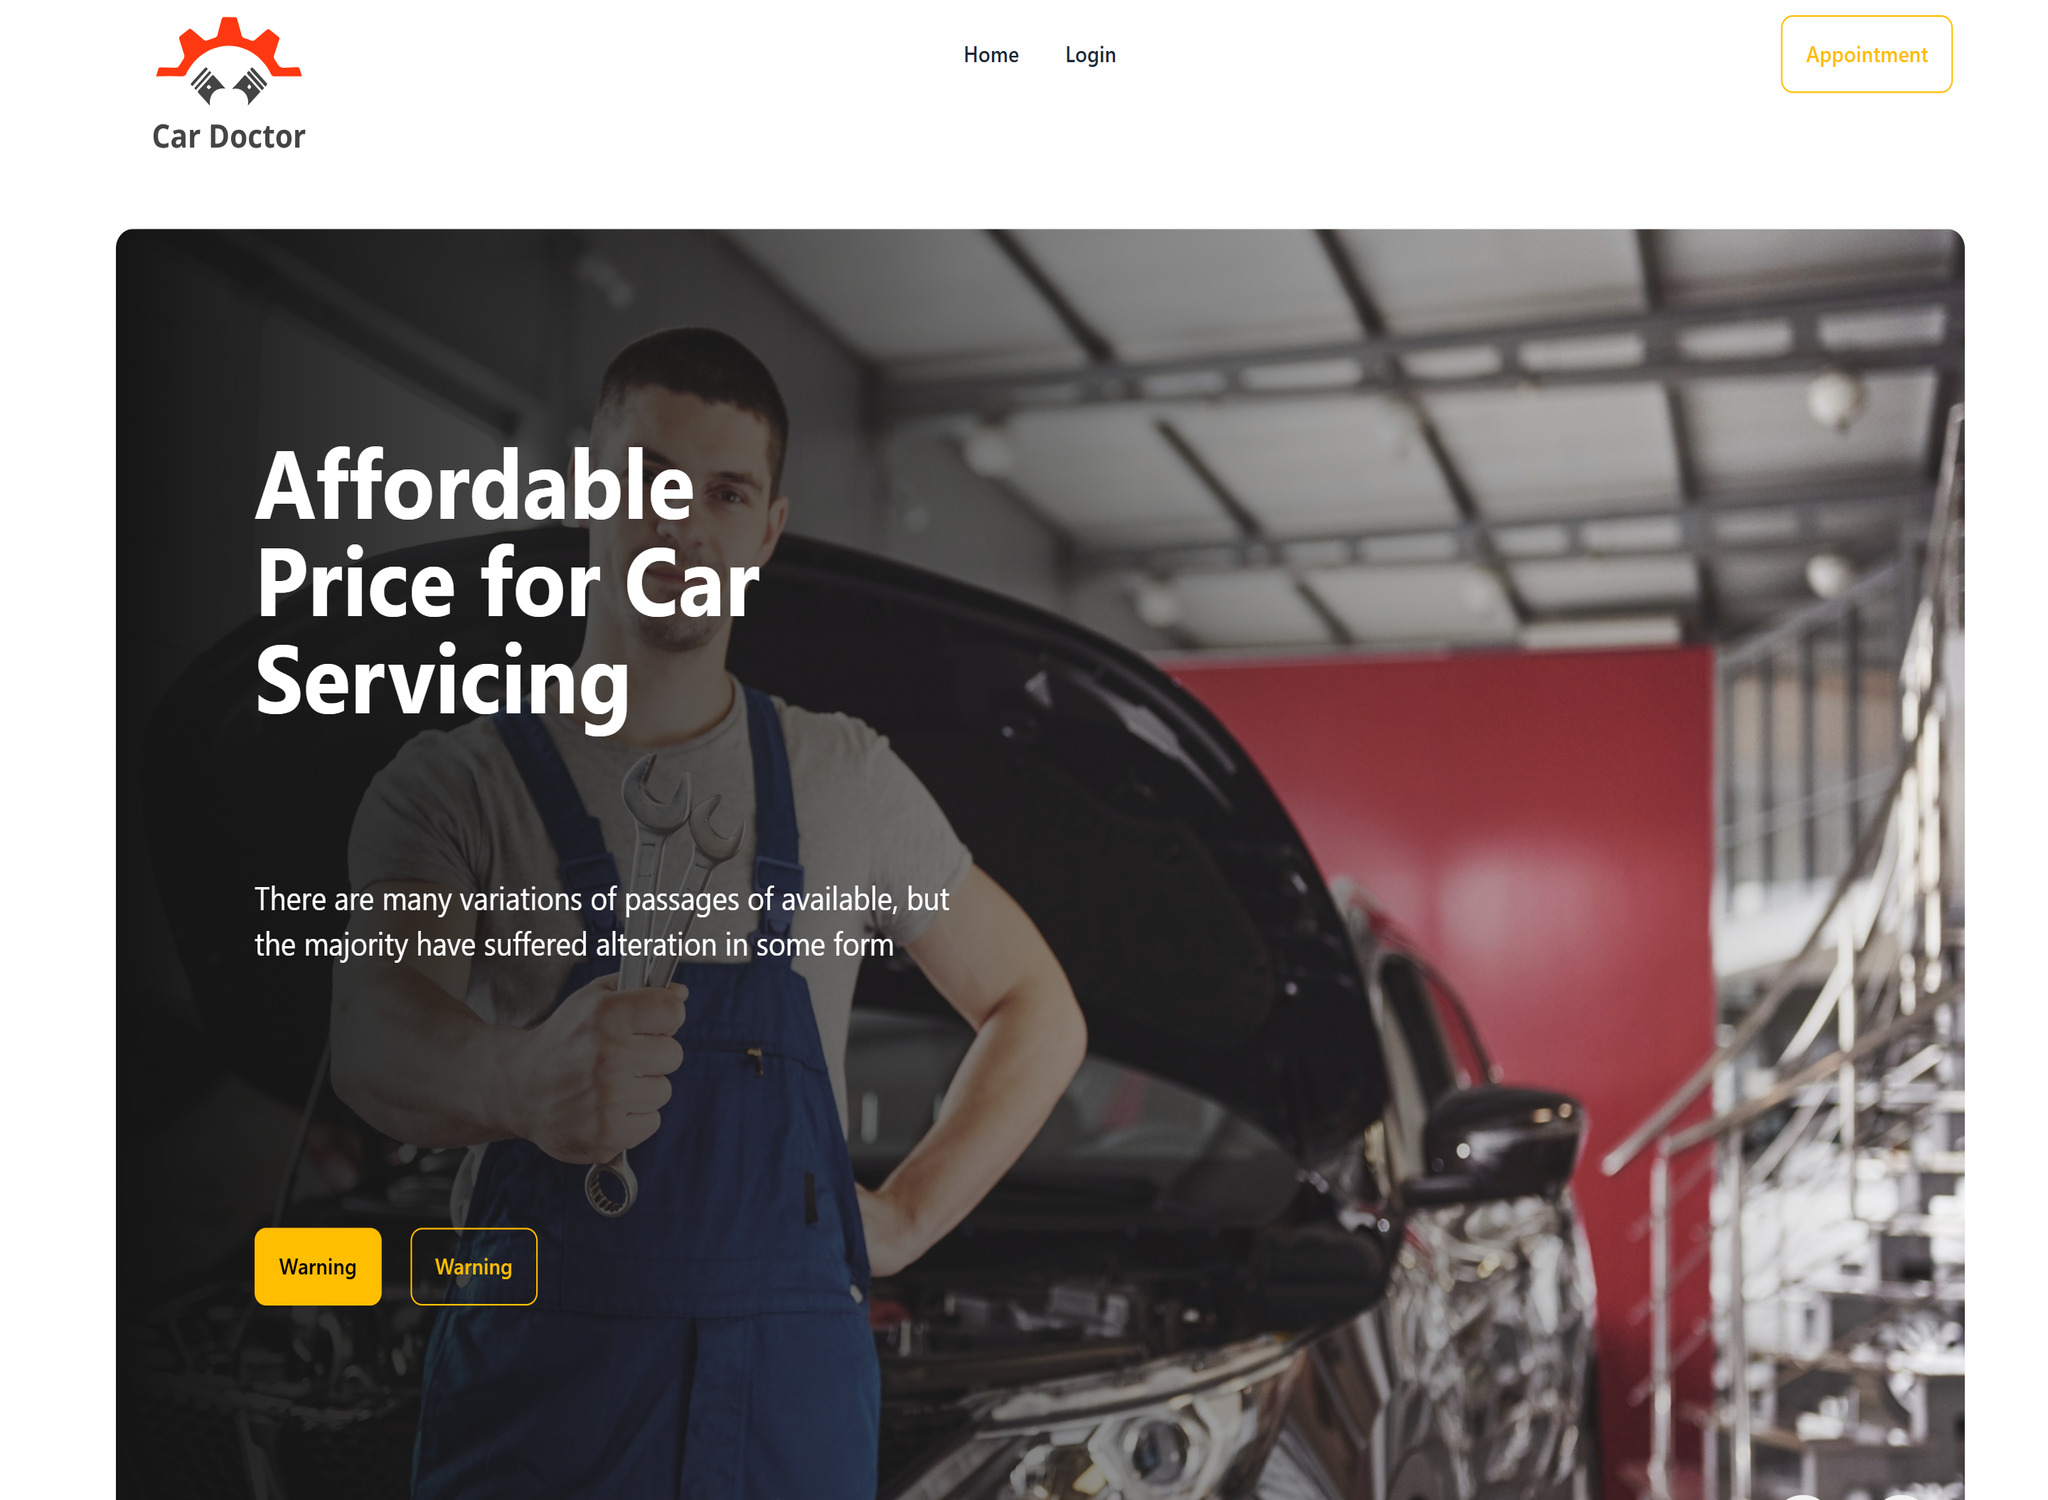 Car Doctor
Home
Login
Appointment
Affordable
Price for Car
Servicing
There are many variations of passages of available, but
the majority have suffered alteration in some form
Warning
Warning